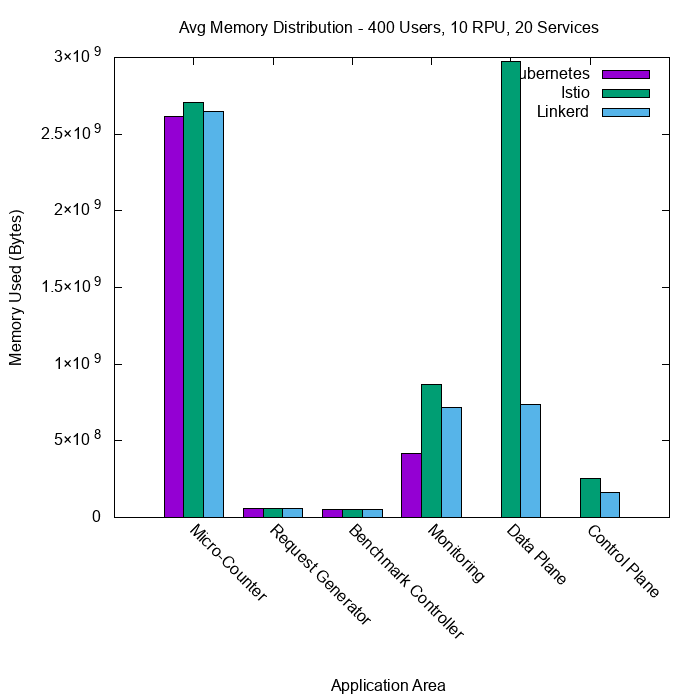 Avg Memory Distribution - 400 Users, 10 RPU, 20 Services
3×10⁹
2.5×10⁹
2×10⁹
1.5×10⁹
1×10⁹
5×10⁸
0
Memory Used (Bytes)
ubernetes
Istio
Linkerd
Micro-Counter
Request Generator
Benchmark Controller
Monitoring
Data Plane
Control Plane
Application Area